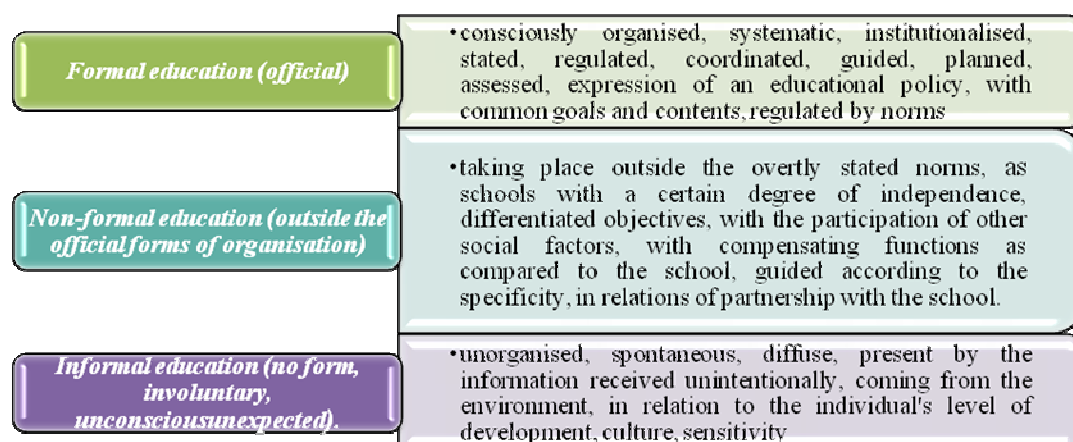 Formal education (official)
•consciously organised, systematic, institutionalised,
stated, regulated, coordinated, guided, planned,
assessed, expression of an educational policy, with
common goals and contents, regulated by norms
Non-formal education (outside the
official forms of organisation)
•taking place outside the overtly stated norms, as
schools with a certain degree of independence,
differentiated objectives, with the participation of other
social factors, with compensating functions as
compared to the school, guided according to the
specificity, in relations of partnership with the school.
Informal education (no form,
involuntary,
unconsciousunexpected).
•unorganised, spontaneous, diffuse, present by the
information received unintentionally, coming from the
environment, in relation to the individual's level of
development, culture, sensitivity